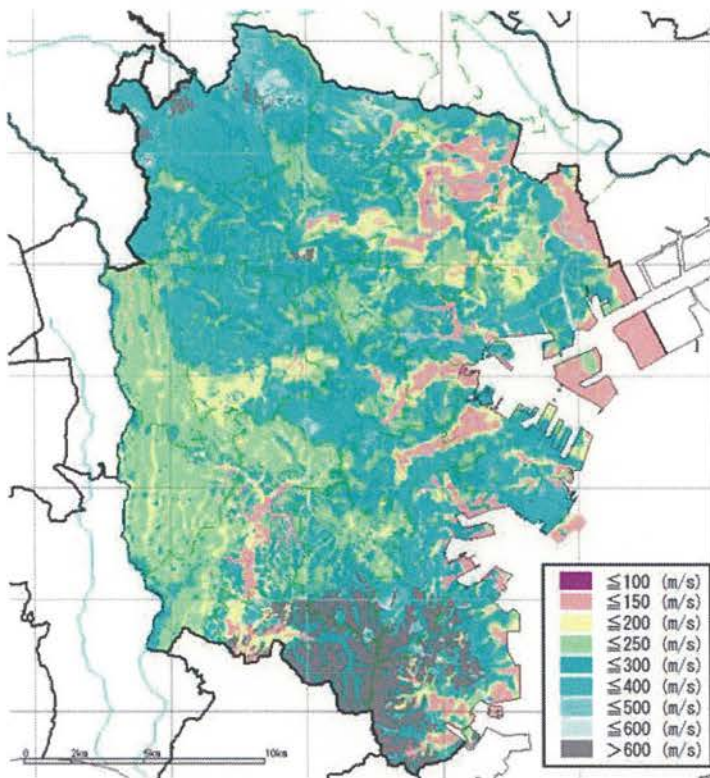 ≦100 (m/s)
≦150 (m/s)
≦200 (m/s)
≦250 (m/s)
≦300 (m/s)
≦400 (m/s)
≦500 (m/s)
≦600 (m/s)
>600 (m/s)
0 2km 5km 10km